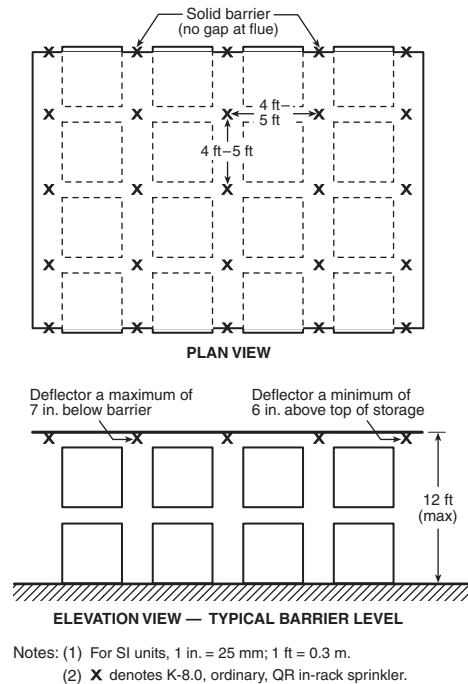 Solid barrier
(no gap at flue)
X X X X X
X X X
4 ft–
5 ft
X X
4 ft–5 ft
X X X X X
X X X X X
X X X X X
PLAN VIEW
Deflector a maximum of
7 in. below barrier
Deflector a minimum of
6 in. above top of storage
X X X X X
12 ft
(max)
ELEVATION VIEW — TYPICAL BARRIER LEVEL
Notes: (1) For SI units, 1 in. = 25 mm; 1 ft = 0.3 m.
(2) X denotes K-8.0, ordinary, QR in-rack sprinkler.